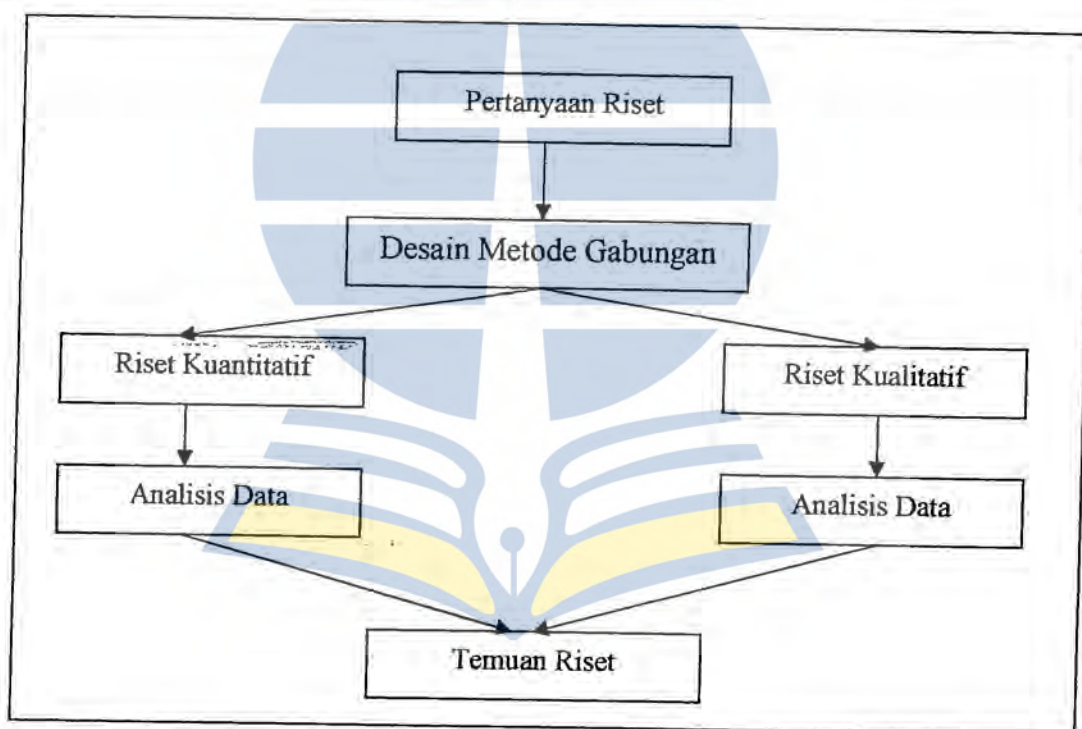 Pertanyaan Riset
Desain Metode Gabungan
Riset Kuantitatif
Riset Kualitatif
Analisis Data
Analisis Data
Temuan Riset